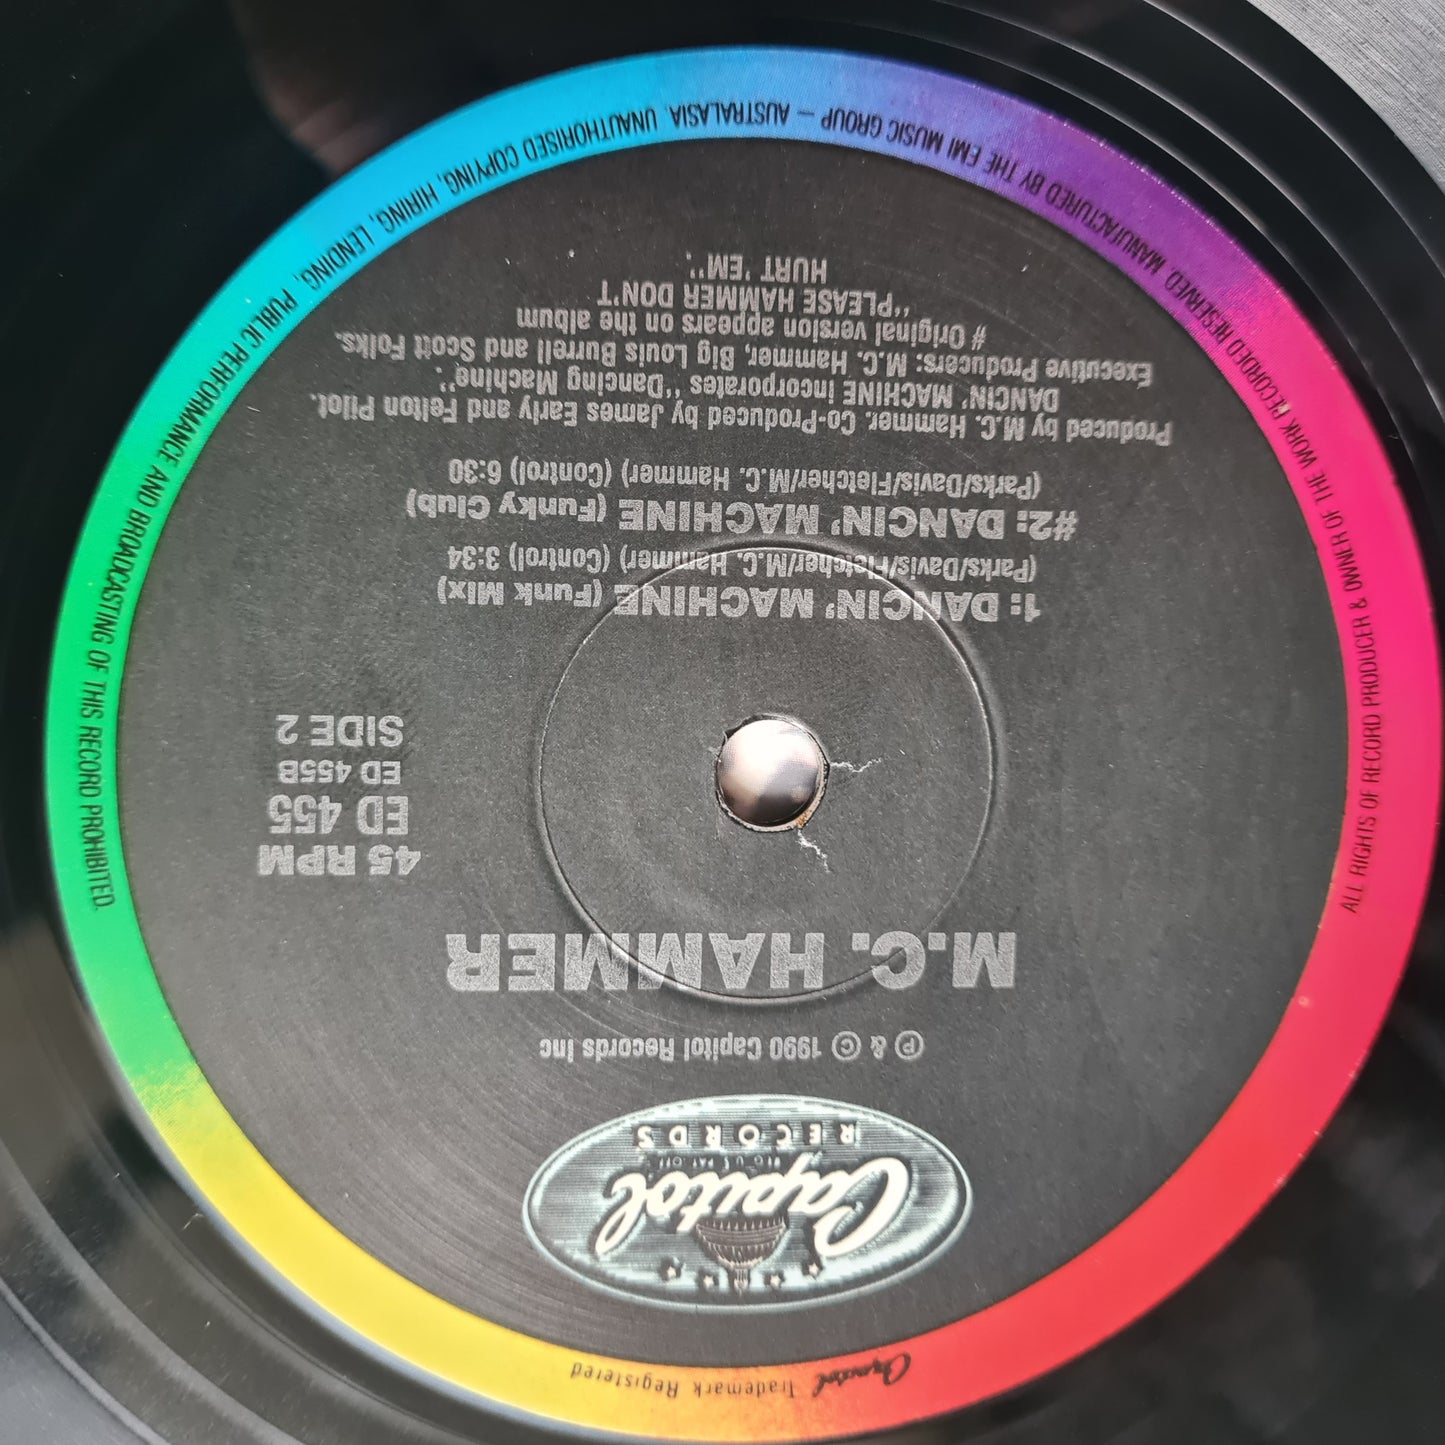 Capitol
REG. U.S. PAT. OFF.
RECORDS
℗ & © 1990 Capitol Records Inc
M.C. HAMMER
45 RPM
ED 455
ED 455B
SIDE 2
1: DANCIN' MACHINE (Funk Mix)
(Parks/Davis/Fletcher/M.C. Hammer) (Control) 3:34
#2: DANCIN' MACHINE (Funky Club)
(Parks/Davis/Fletcher/M.C. Hammer) (Control) 6:30
Produced by M.C. Hammer. Co-Produced by James Early and Felton Pilot.
DANCIN' MACHINE incorporates "Dancing Machine".
Executive Producers: M.C. Hammer, Big Louis Burrell and Scott Folks.
# Original version appears on the album
"PLEASE HAMMER DON'T
HURT 'EM".
ALL RIGHTS OF RECORD PRODUCER & OWNER OF THE WORK RECORDED RESERVED. MANUFACTURED BY THE EMI MUSIC GROUP — AUSTRALASIA. UNAUTHORISED COPYING, HIRING, LENDING, PUBLIC PERFORMANCE AND BROADCASTING OF THIS RECORD PROHIBITED.
Capitol Trademark Registered